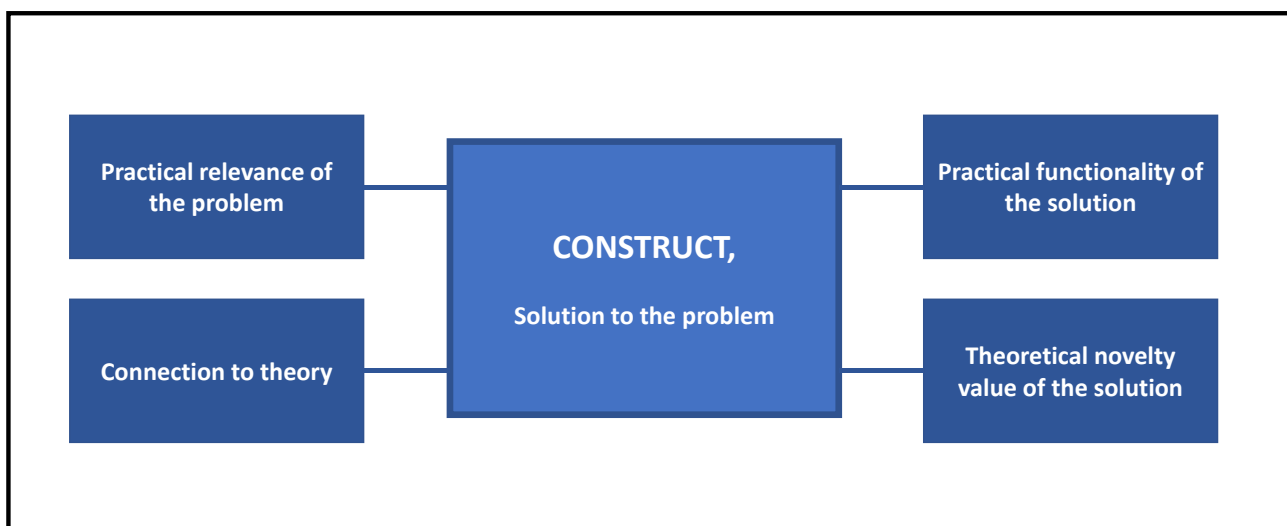 Practical relevance of
the problem
Connection to theory
CONSTRUCT,
Solution to the problem
Practical functionality of
the solution
Theoretical novelty
value of the solution